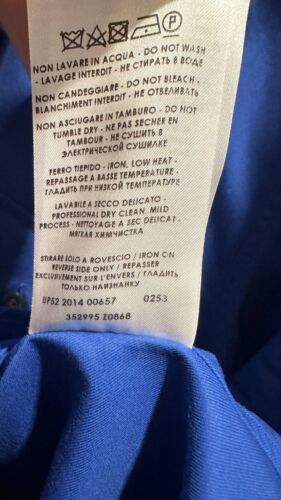 NON LAVARE IN ACQUA - DO NOT WASH
- LAVAGE INTERDIT - НЕ СТИРАТЬ В ВОДЕ
NON CANDEGGIARE - DO NOT BLEACH -
BLANCHIMENT INTERDIT - НЕ ОТБЕЛИВАТЬ
NON ASCIUGARE IN TAMBURO - DO NOT
TUMBLE DRY - NE PAS SECHER EN
TAMBOUR - НЕ СУШИТЬ В
ЭЛЕКТРИЧЕСКОЙ СУШИЛКЕ
FERRO TIEPIDO - IRON, LOW HEAT -
REPASSAGE A BASSE TEMPERATURE -
ГЛАДИТЬ ПРИ НИЗКОЙ ТЕМПЕРАТУРЕ
LAVABILE A SECCO DELICATO -
PROFESSIONAL DRY CLEAN, MILD
PROCESS - NETTOYAGE A SEC DELICAT -
МЯГКАЯ ХИМЧИСТКА
STIRARE SOLO A ROVESCIO / IRON ON
REVERSE SIDE ONLY / REPASSER
EXCLUSIVEMENT SUR L'ENVERS / ГЛАДИТЬ
ТОЛЬКО НАИЗНАНКУ
UP52 2014 00657 0253
352995 Z0868